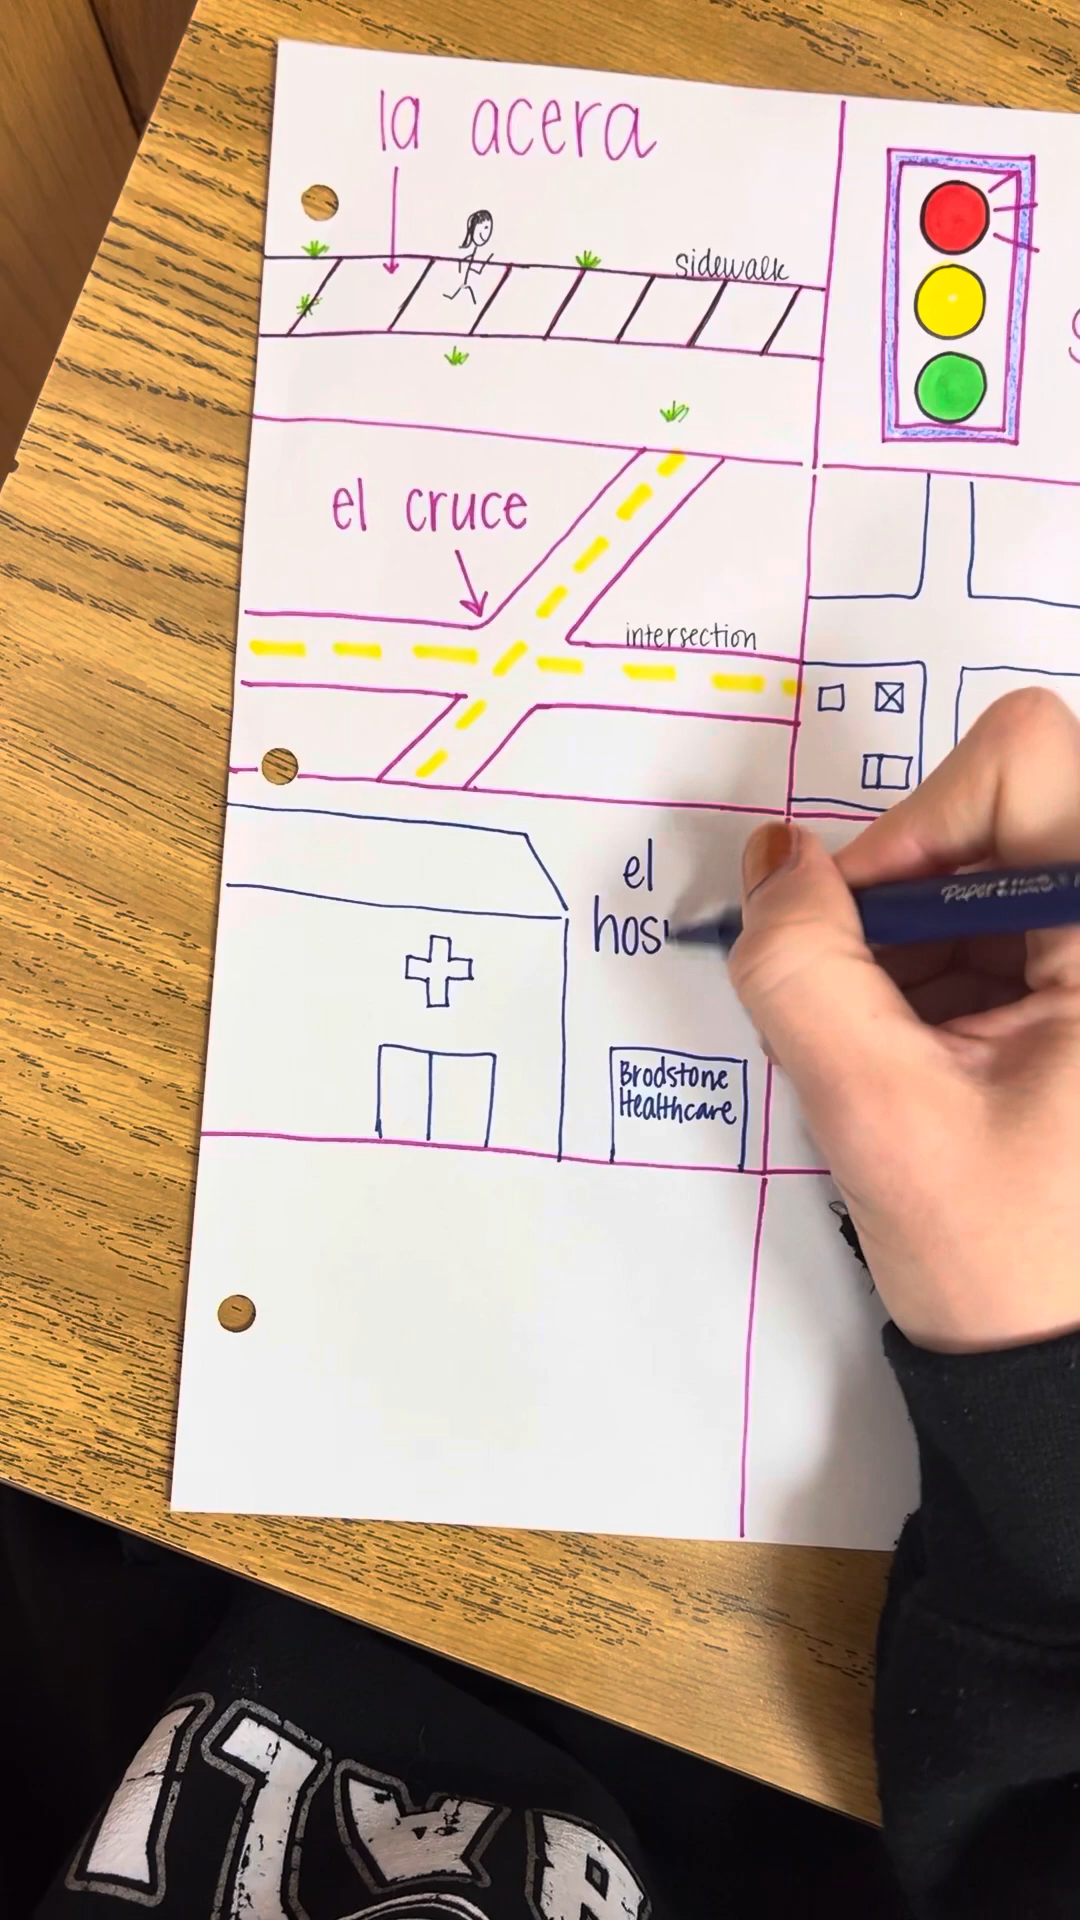 la acera
sidewalk
el cruce
intersection
el
hos
Brodstone
Healthcare